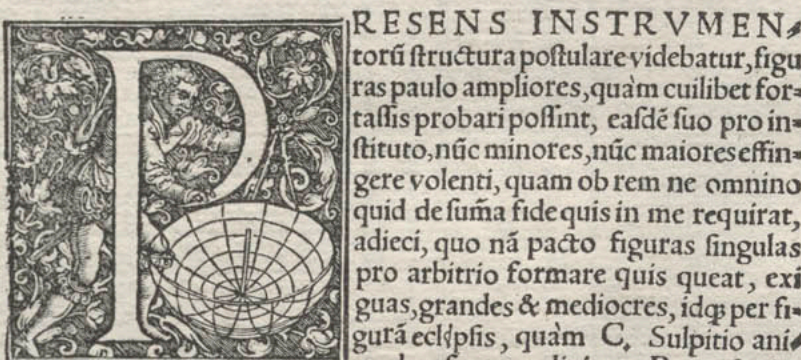 PRESENS INSTRVMEN⸗
torũ ſtructura poſtulare videbatur, figu
ras paulo ampliores, quàm cuilibet for⸗
taſſis probari poſſint, eaſdẽ ſuo pro in⸗
ſtituto, nũc minores, nũc maiores effin⸗
gere volenti, quam ob rem ne omnino
quid de ſum̃a fide quis in me requirat,
adieci, quo nã pacto figuras ſingulas
pro arbitrio formare quis queat, exi
guas, grandes & mediocres, idqꝫ per fi⸗
gurã eclipſis, quàm C. Sulpitio ani⸗